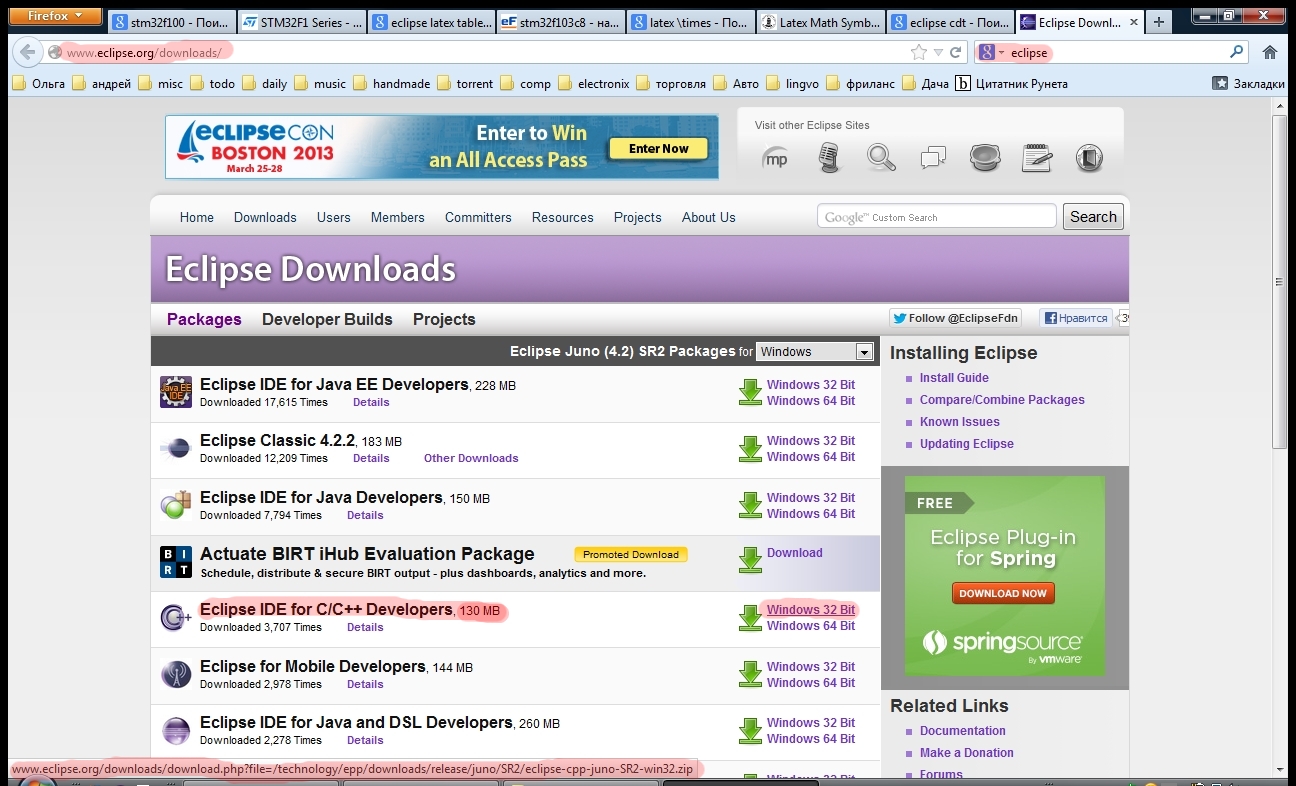 Firefox
stm32f100 - Пои...
STM32F1 Series - ...
eclipse latex table...
stm32f103c8 - на...
latex \times - По...
Latex Math Symb...
eclipse cdt - Поис...
Eclipse Downl...
www.eclipse.org/downloads/
eclipse
Ольга
андрей
misc
todo
daily
music
handmade
torrent
comp
electronix
торговля
Авто
lingvo
фриланс
Дача
Цитатник Рунета
Закладки
eclipseCON
BOSTON 2013
March 25-28
Enter to Win
an All Access Pass
Enter Now
Visit other Eclipse Sites
mp
Home Downloads Users Members Committers Resources Projects About Us
Google™ Custom Search
Search
Eclipse Downloads
Packages Developer Builds Projects
Follow @EclipseFdn
Нравится
Eclipse Juno (4.2) SR2 Packages for Windows
Eclipse IDE for Java EE Developers, 228 MB
Downloaded 17,615 Times Details
Windows 32 Bit
Windows 64 Bit
Eclipse Classic 4.2.2, 183 MB
Downloaded 12,209 Times Details Other Downloads
Windows 32 Bit
Windows 64 Bit
Eclipse IDE for Java Developers, 150 MB
Downloaded 7,794 Times Details
Windows 32 Bit
Windows 64 Bit
BIRT
Actuate BIRT iHub Evaluation Package
Promoted Download
Schedule, distribute & secure BIRT output - plus dashboards, analytics and more.
Download
Eclipse IDE for C/C++ Developers, 130 MB
Downloaded 3,707 Times Details
Windows 32 Bit
Windows 64 Bit
Eclipse for Mobile Developers, 144 MB
Downloaded 2,978 Times Details
Windows 32 Bit
Windows 64 Bit
Eclipse IDE for Java and DSL Developers, 260 MB
Downloaded 2,278 Times Details
Windows 32 Bit
Windows 64 Bit
Installing Eclipse
Install Guide
Compare/Combine Packages
Known Issues
Updating Eclipse
FREE
Eclipse Plug-in
for Spring
DOWNLOAD NOW
springsource
By vmware
Related Links
Documentation
Make a Donation
Forums
www.eclipse.org/downloads/download.php?file=/technology/epp/downloads/release/juno/SR2/eclipse-cpp-juno-SR2-win32.zip